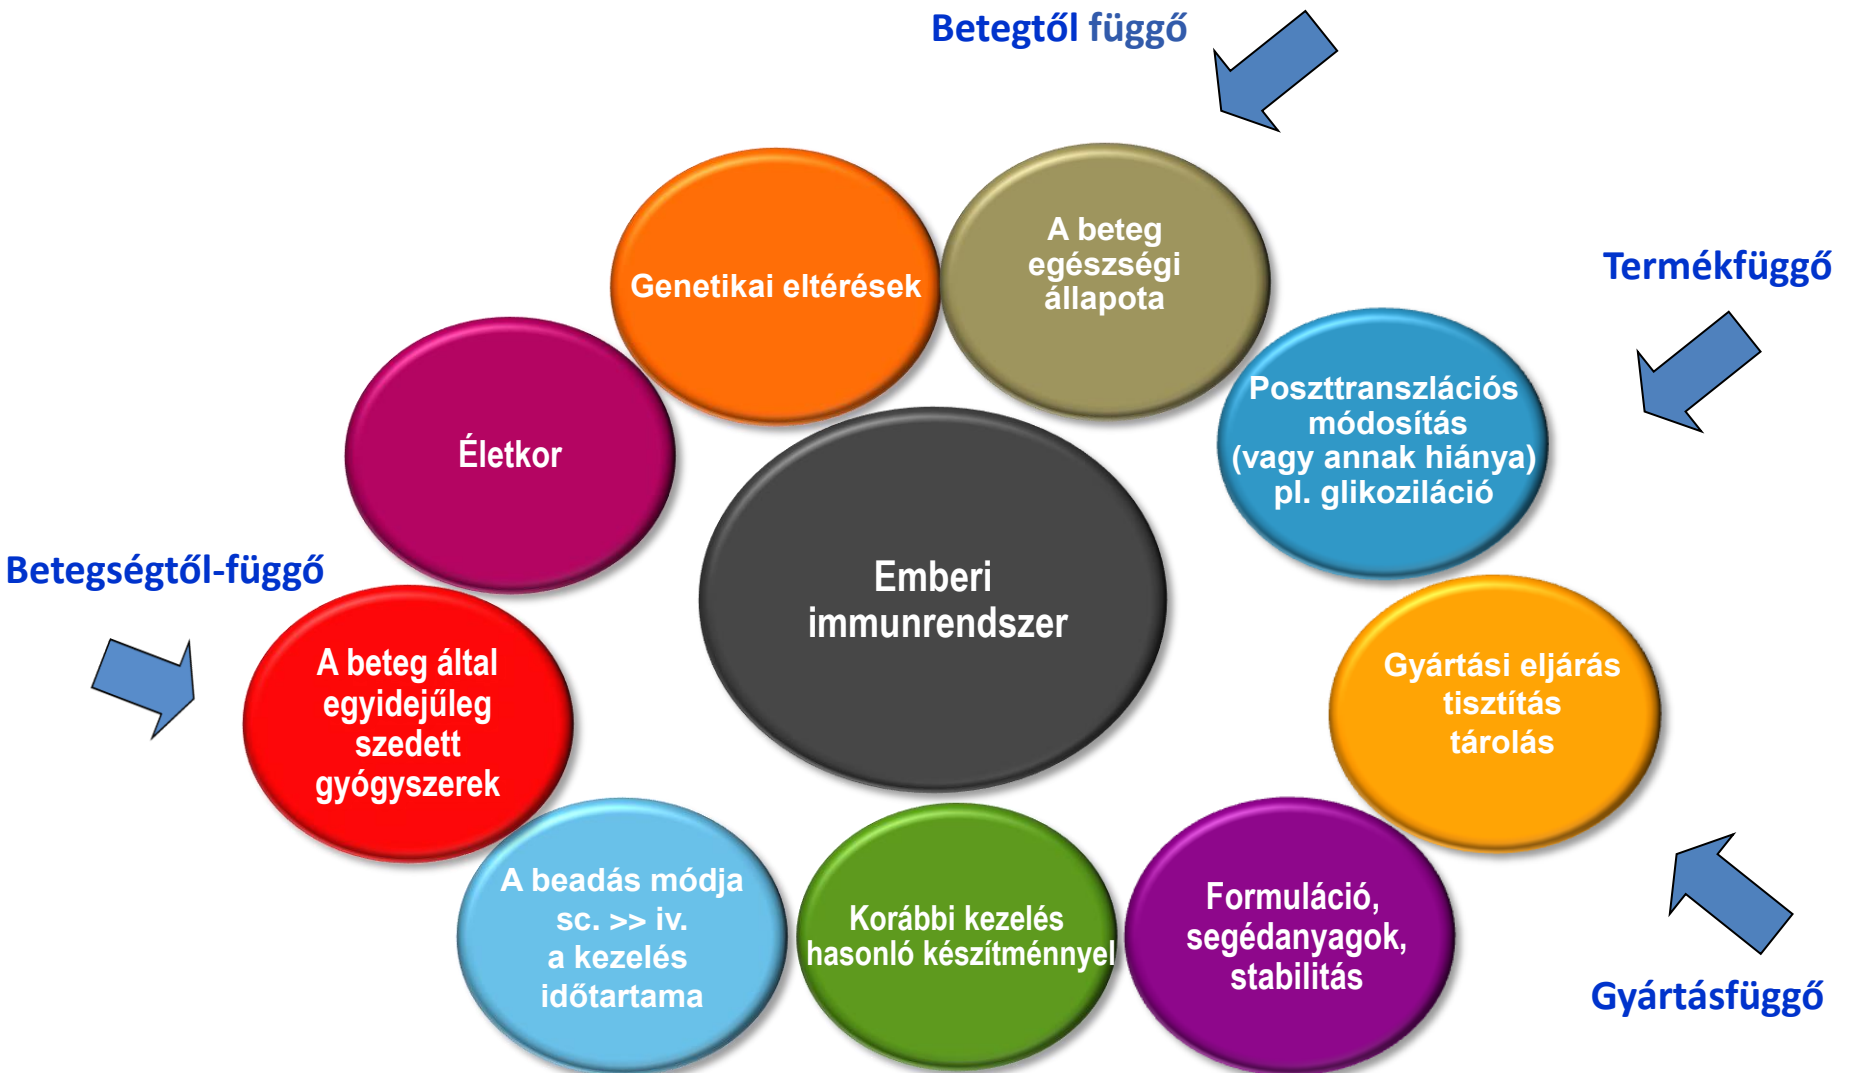 Betegtől függő
Genetikai eltérések
A beteg
egészségi
állapota
Termékfüggő
Poszttranszlációs
módosítás
(vagy annak hiánya)
pl. glikoziláció
Életkor
Emberi
immunrendszer
Betegségtől-függő
A beteg által
egyidejűleg
szedett
gyógyszerek
Gyártási eljárás
tisztítás
tárolás
A beadás módja
sc. >> iv.
a kezelés
időtartama
Korábbi kezelés
hasonló készítménnyel
Formuláció,
segédanyagok,
stabilitás
Gyártásfüggő